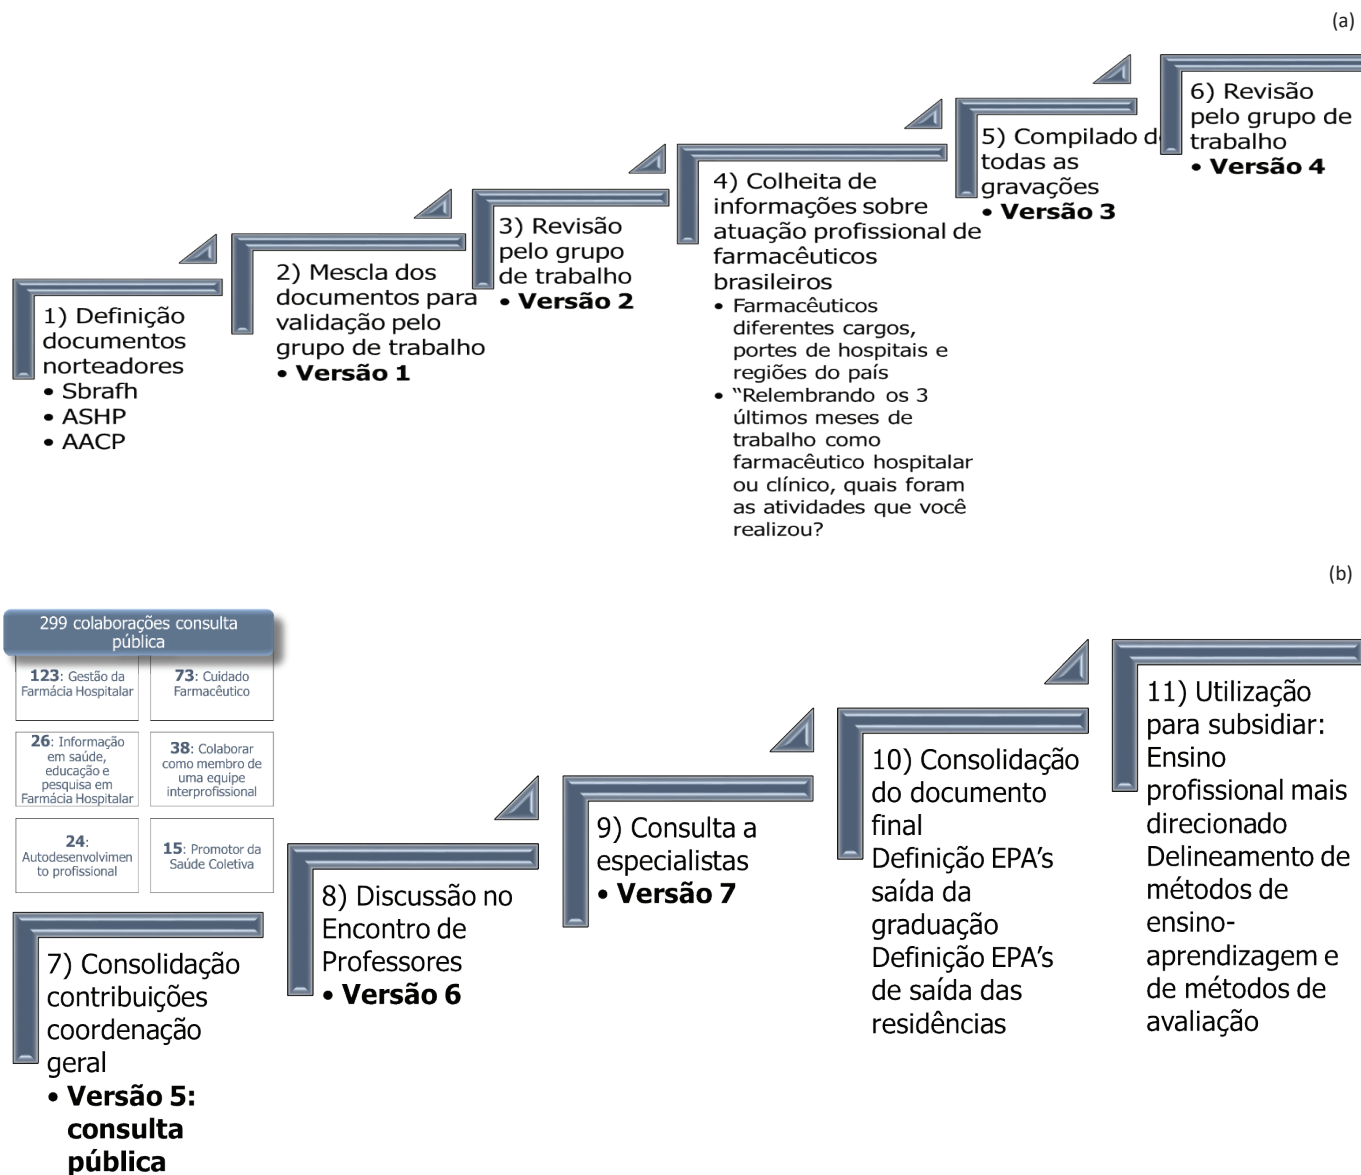 (a)
1) Definição
documentos
norteadores
• Sbrafh
• ASHP
• AACP
2) Mescla dos
documentos para
validação pelo
grupo de trabalho
• Versão 1
3) Revisão
pelo grupo
de trabalho
• Versão 2
4) Colheita de
informações sobre
atuação profissional de
farmacêuticos
brasileiros
• Farmacêuticos
diferentes cargos,
portes de hospitais e
regiões do país
• “Relembrando os 3
últimos meses de
trabalho como
farmacêutico hospitalar
ou clínico, quais foram
as atividades que você
realizou?
5) Compilado de
todas as
gravações
• Versão 3
6) Revisão
pelo grupo de
trabalho
• Versão 4
(b)
299 colaborações consulta
pública
123: Gestão da
Farmácia Hospitalar
73: Cuidado
Farmacêutico
26: Informação
em saúde,
educação e
pesquisa em
Farmácia Hospitalar
38: Colaborar
como membro de
uma equipe
interprofissional
24:
Autodesenvolvimen
to profissional
15: Promotor da
Saúde Coletiva
7) Consolidação
contribuições
coordenação
geral
• Versão 5:
consulta
pública
8) Discussão no
Encontro de
Professores
• Versão 6
9) Consulta a
especialistas
• Versão 7
10) Consolidação
do documento
final
Definição EPA’s
saída da
graduação
Definição EPA’s
de saída das
residências
11) Utilização
para subsidiar:
Ensino
profissional mais
direcionado
Delineamento de
métodos de
ensino-
aprendizagem e
de métodos de
avaliação